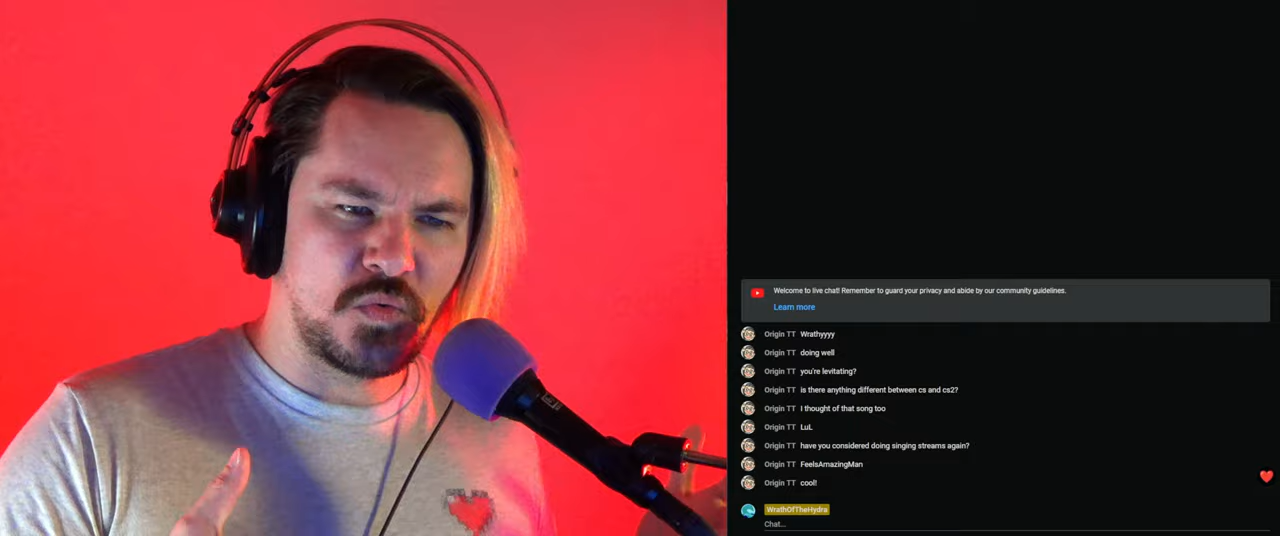 Welcome to live chat! Remember to guard your privacy and abide by our community guidelines.
Learn more
Origin TT Wrathyyyy
Origin TT doing well
Origin TT you're levitating?
Origin TT is there anything different between cs and cs2?
Origin TT I thought of that song too
Origin TT LuL
Origin TT have you considered doing singing streams again?
Origin TT FeelsAmazingMan
Origin TT cool!
WrathOfTheHydra
Chat...